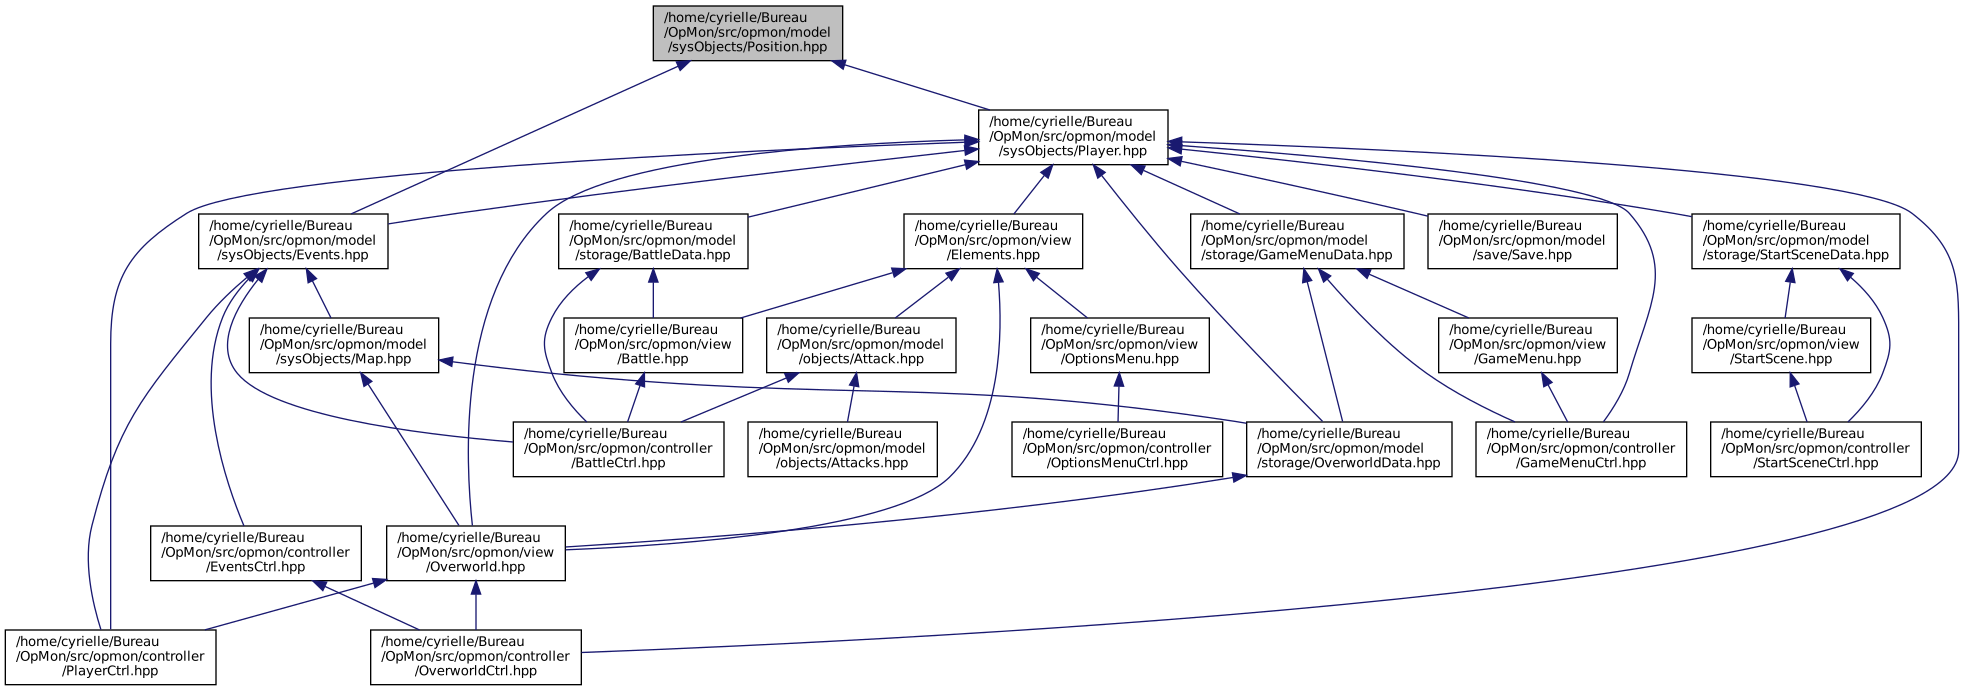 /home/cyrielle/Bureau
/OpMon/src/opmon/model
/sysObjects/Position.hpp
/home/cyrielle/Bureau
/OpMon/src/opmon/model
/sysObjects/Player.hpp
/home/cyrielle/Bureau
/OpMon/src/opmon/model
/sysObjects/Events.hpp
/home/cyrielle/Bureau
/OpMon/src/opmon/model
/storage/BattleData.hpp
/home/cyrielle/Bureau
/OpMon/src/opmon/view
/Elements.hpp
/home/cyrielle/Bureau
/OpMon/src/opmon/model
/storage/GameMenuData.hpp
/home/cyrielle/Bureau
/OpMon/src/opmon/model
/save/Save.hpp
/home/cyrielle/Bureau
/OpMon/src/opmon/model
/storage/StartSceneData.hpp
/home/cyrielle/Bureau
/OpMon/src/opmon/model
/sysObjects/Map.hpp
/home/cyrielle/Bureau
/OpMon/src/opmon/view
/Battle.hpp
/home/cyrielle/Bureau
/OpMon/src/opmon/model
/objects/Attack.hpp
/home/cyrielle/Bureau
/OpMon/src/opmon/view
/OptionsMenu.hpp
/home/cyrielle/Bureau
/OpMon/src/opmon/view
/GameMenu.hpp
/home/cyrielle/Bureau
/OpMon/src/opmon/view
/StartScene.hpp
/home/cyrielle/Bureau
/OpMon/src/opmon/controller
/BattleCtrl.hpp
/home/cyrielle/Bureau
/OpMon/src/opmon/model
/objects/Attacks.hpp
/home/cyrielle/Bureau
/OpMon/src/opmon/controller
/OptionsMenuCtrl.hpp
/home/cyrielle/Bureau
/OpMon/src/opmon/model
/storage/OverworldData.hpp
/home/cyrielle/Bureau
/OpMon/src/opmon/controller
/GameMenuCtrl.hpp
/home/cyrielle/Bureau
/OpMon/src/opmon/controller
/StartSceneCtrl.hpp
/home/cyrielle/Bureau
/OpMon/src/opmon/controller
/EventsCtrl.hpp
/home/cyrielle/Bureau
/OpMon/src/opmon/view
/Overworld.hpp
/home/cyrielle/Bureau
/OpMon/src/opmon/controller
/PlayerCtrl.hpp
/home/cyrielle/Bureau
/OpMon/src/opmon/controller
/OverworldCtrl.hpp